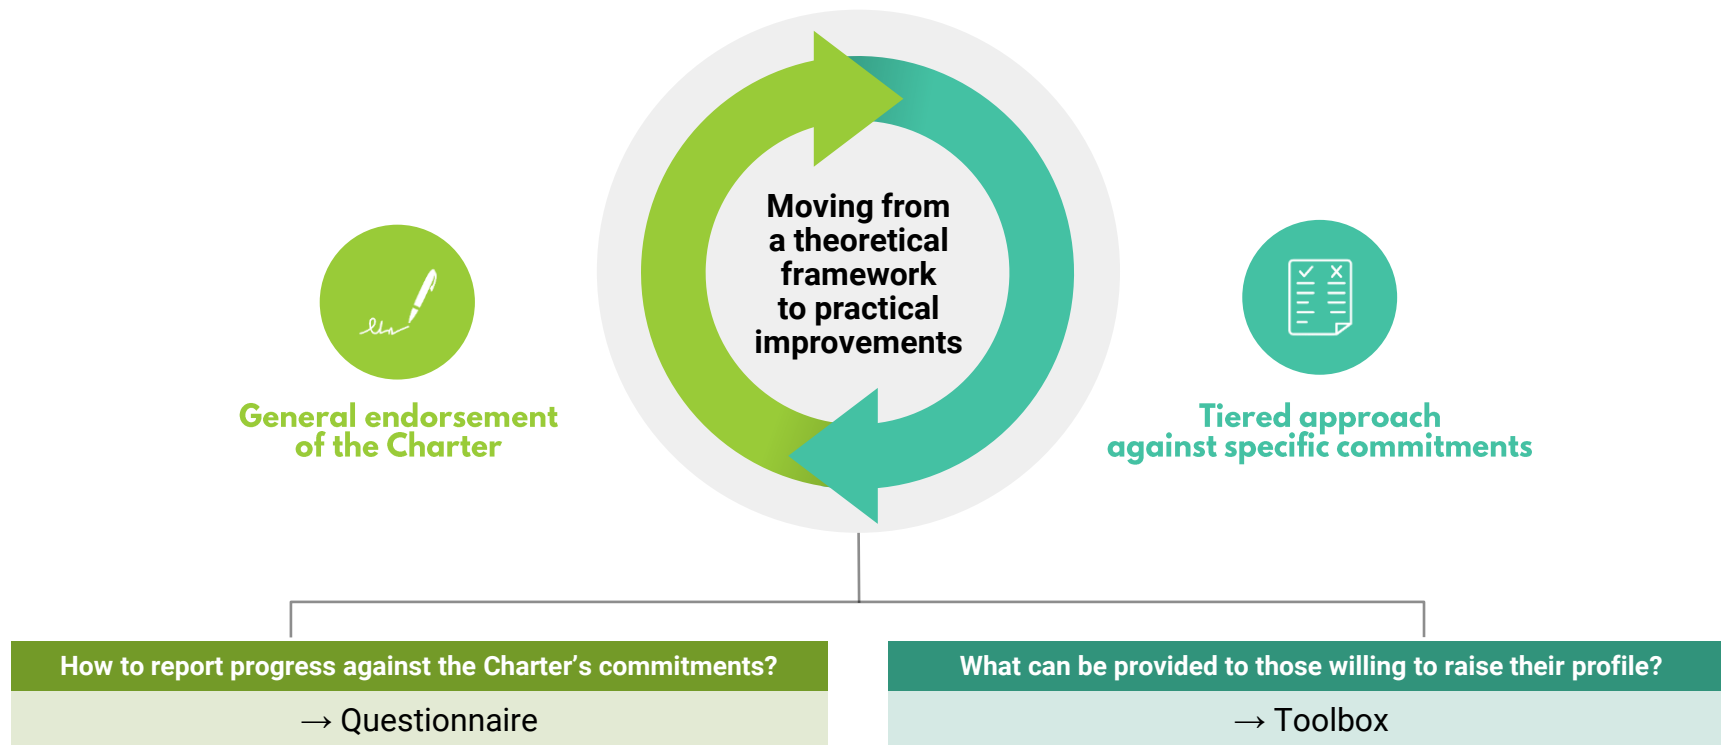 Moving from
a theoretical
framework
to practical
improvements
General endorsement
of the Charter
Tiered approach
against specific commitments
How to report progress against the Charter’s commitments?
→ Questionnaire
What can be provided to those willing to raise their profile?
→ Toolbox